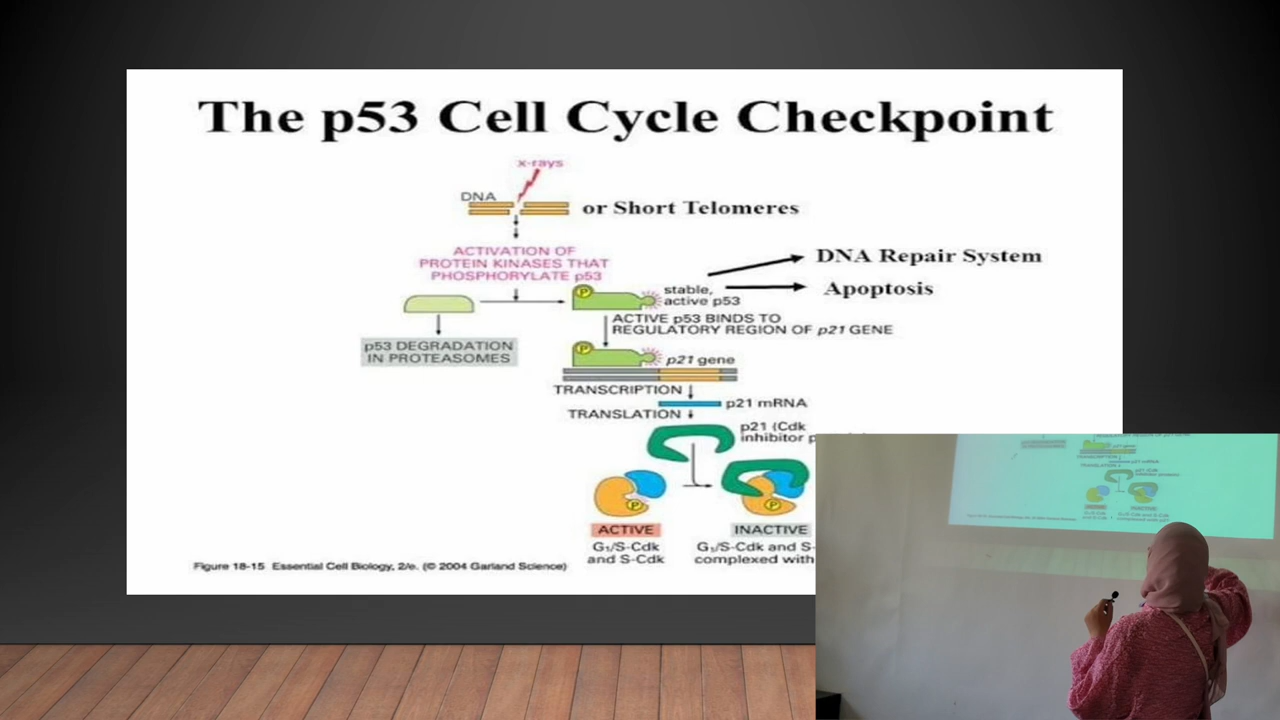 The p53 Cell Cycle Checkpoint
x-rays
DNA
or Short Telomeres
ACTIVATION OF
PROTEIN KINASES THAT
PHOSPHORYLATE p53
DNA Repair System
Apoptosis
P
stable,
active p53
ACTIVE p53 BINDS TO
REGULATORY REGION OF p21 GENE
p53 DEGRADATION
IN PROTEASOMES
P
p21 gene
TRANSCRIPTION
p21 mRNA
TRANSLATION
p21 (Cdk
inhibitor p
P
P
ACTIVE
INACTIVE
G₁/S-Cdk
and S-Cdk
G₁/S-Cdk and S-
complexed with
Figure 18-15 Essential Cell Biology, 2/e. (© 2004 Garland Science)
TRANSCRIPTION
TRANSLATION